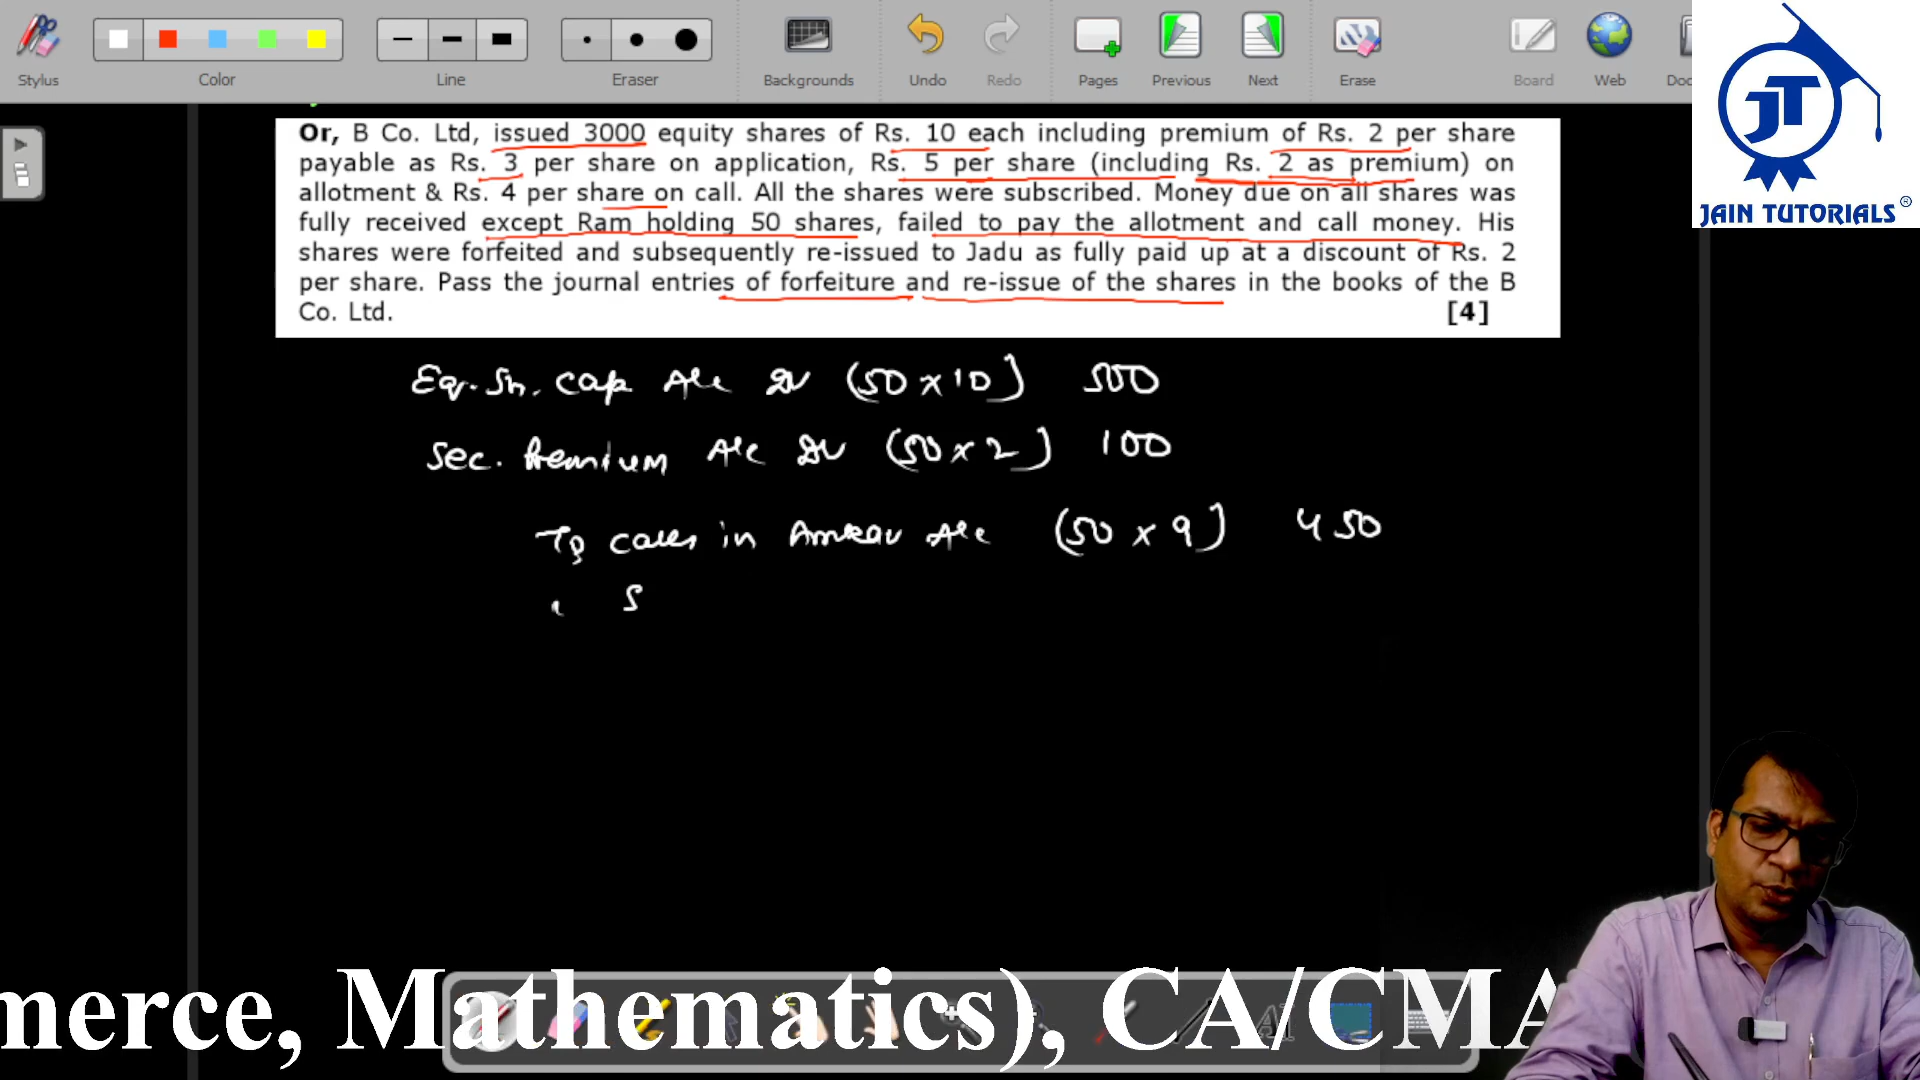 Stylus
Color
Line
Eraser
Backgrounds
Undo
Redo
Pages
Previous
Next
Erase
Board
Web
Doc
JT
JAIN TUTORIALS®
Or, B Co. Ltd, issued 3000 equity shares of Rs. 10 each including premium of Rs. 2 per share
payable as Rs. 3 per share on application, Rs. 5 per share (including Rs. 2 as premium) on
allotment & Rs. 4 per share on call. All the shares were subscribed. Money due on all shares was
fully received except Ram holding 50 shares, failed to pay the allotment and call money. His
shares were forfeited and subsequently re-issued to Jadu as fully paid up at a discount of Rs. 2
per share. Pass the journal entries of forfeiture and re-issue of the shares in the books of the B
Co. Ltd. [4]
Eq. Sh. Cap A/c Dr (50 x 10) 500
Sec. Premium A/c Dr (50 x 2) 100
To Calls in Arrear A/c (50 x 9) 450
" S
merce, Mathematics), CA/CMA